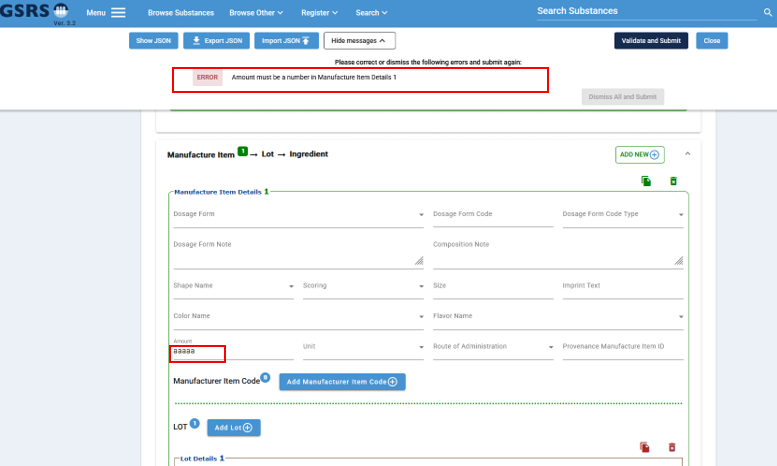 GSRS
Ver. 3.2
Menu
Browse Substances
Browse Other
Register
Search
Search Substances
Show JSON
Export JSON
Import JSON
Hide messages
Validate and Submit
Close
Please correct or dismiss the following errors and submit again:
ERROR Amount must be a number in Manufacture Item Details 1
Dismiss All and Submit
Manufacture Item 1 → Lot → Ingredient
ADD NEW
Manufacture Item Details 1
Dosage Form
Dosage Form Code
Dosage Form Code Type
Dosage Form Note
Composition Note
Shape Name
Scoring
Size
Imprint Text
Color Name
Flavor Name
Amount
aaaaa
Unit
Route of Administration
Provenance Manufacture Item ID
Manufacturer Item Code 0
Add Manufacturer Item Code
LOT 1
Add Lot
Lot Details 1